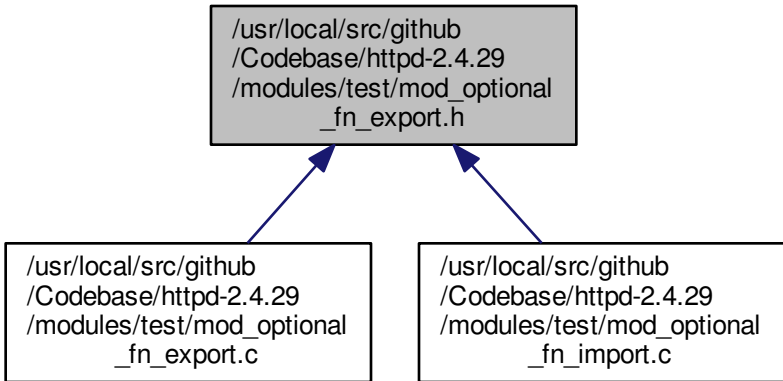 /usr/local/src/github
/Codebase/httpd-2.4.29
/modules/test/mod_optional
_fn_export.h
/usr/local/src/github
/Codebase/httpd-2.4.29
/modules/test/mod_optional
_fn_export.c
/usr/local/src/github
/Codebase/httpd-2.4.29
/modules/test/mod_optional
_fn_import.c